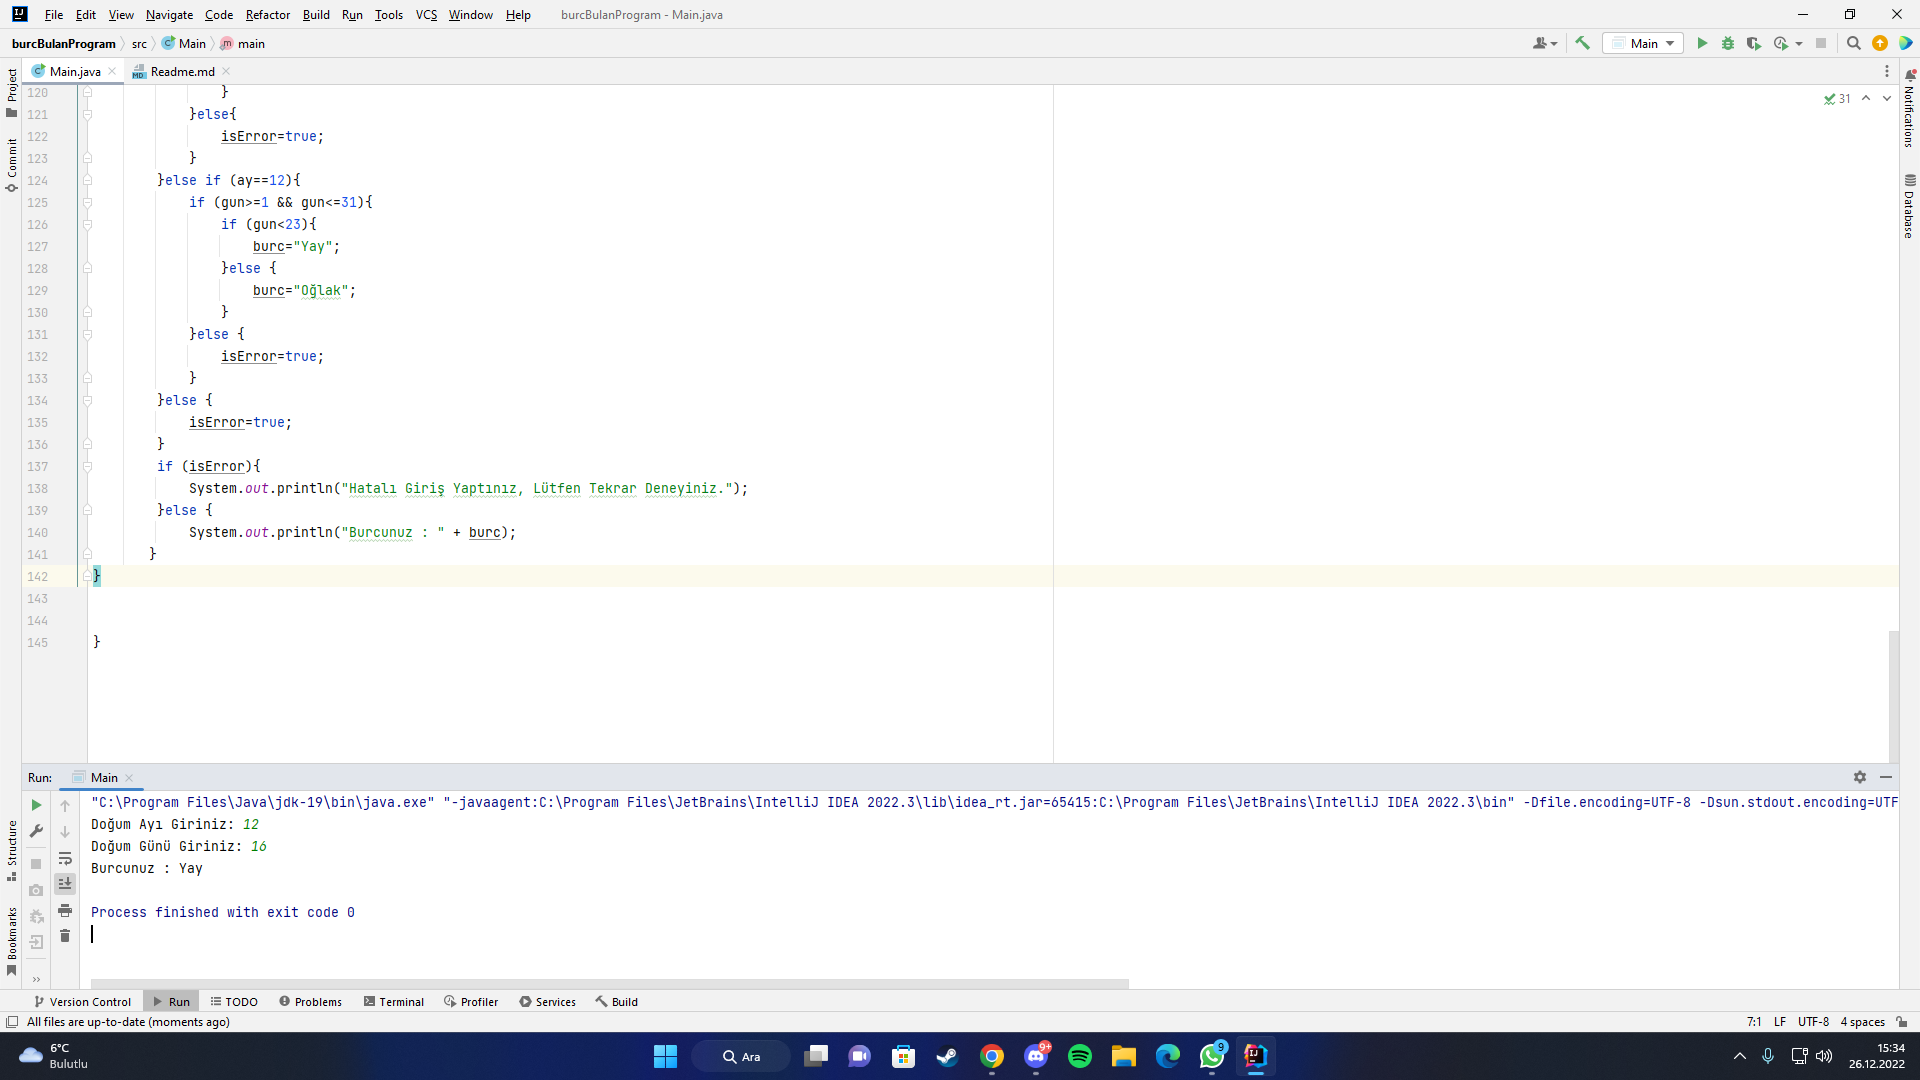 File Edit View Navigate Code Refactor Build Run Tools VCS Window Help burcBulanProgram - Main.java
burcBulanProgram src Main main Main
Project
Commit
Structure
Bookmarks
Notifications
Database
Main.java Readme.md
31
120 }
121 }else{
122 isError=true;
123 }
124 }else if (ay==12){
125 if (gun>=1 && gun<=31){
126 if (gun<23){
127 burc="Yay";
128 }else {
129 burc="Oğlak";
130 }
131 }else {
132 isError=true;
133 }
134 }else {
135 isError=true;
136 }
137 if (isError){
138 System.out.println("Hatalı Giriş Yaptınız, Lütfen Tekrar Deneyiniz.");
139 }else {
140 System.out.println("Burcunuz : " + burc);
141 }
142 }
143
144
145 }
Run: Main
"C:\Program Files\Java\jdk-19\bin\java.exe" "-javaagent:C:\Program Files\JetBrains\IntelliJ IDEA 2022.3\lib\idea_rt.jar=65415:C:\Program Files\JetBrains\IntelliJ IDEA 2022.3\bin" -Dfile.encoding=UTF-8 -Dsun.stdout.encoding=UTF
Doğum Ayı Giriniz: 12
Doğum Günü Giriniz: 16
Burcunuz : Yay
Process finished with exit code 0
Version Control Run TODO Problems Terminal Profiler Services Build
All files are up-to-date (moments ago) 7:1 LF UTF-8 4 spaces
6°C
Bulutlu
Ara
9+
9
15:34
26.12.2022